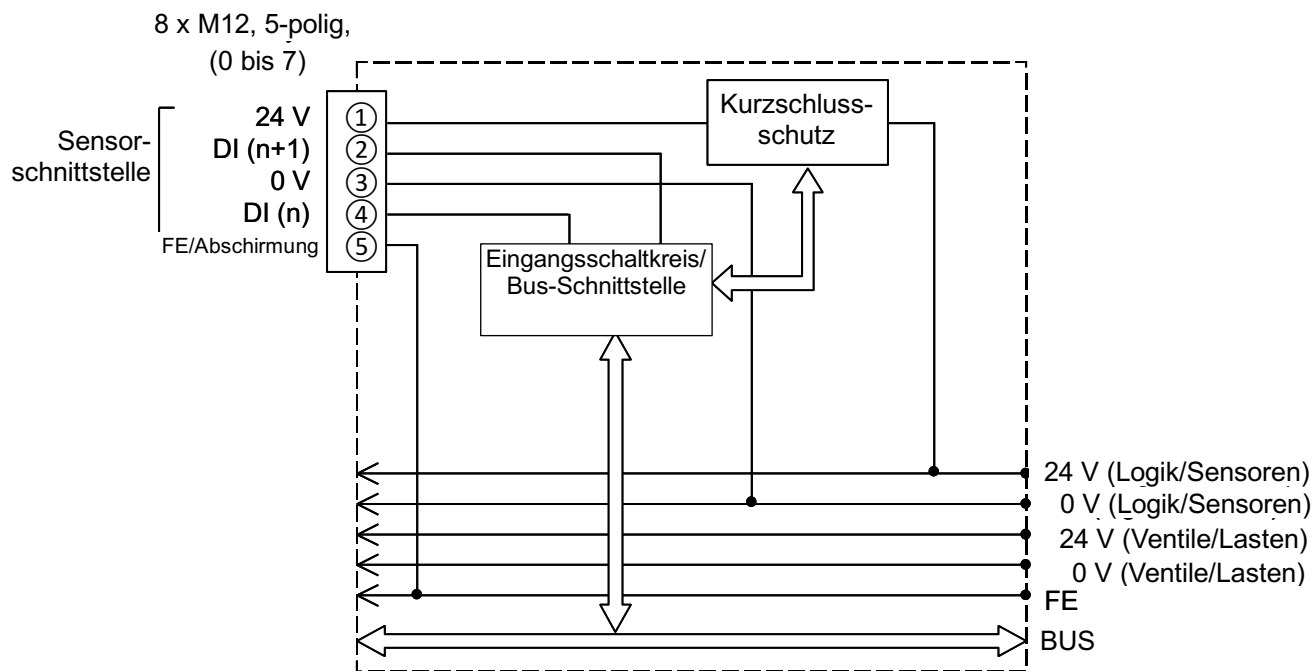 8 x M12, 5-polig,
(0 bis 7)
Sensor-
schnittstelle
24 V
DI (n+1)
0 V
DI (n)
FE/Abschirmung
①
②
③
④
⑤
Kurzschluss-
schutz
Eingangsschaltkreis/
Bus-Schnittstelle
24 V (Logik/Sensoren)
0 V (Logik/Sensoren)
24 V (Ventile/Lasten)
0 V (Ventile/Lasten)
FE
BUS